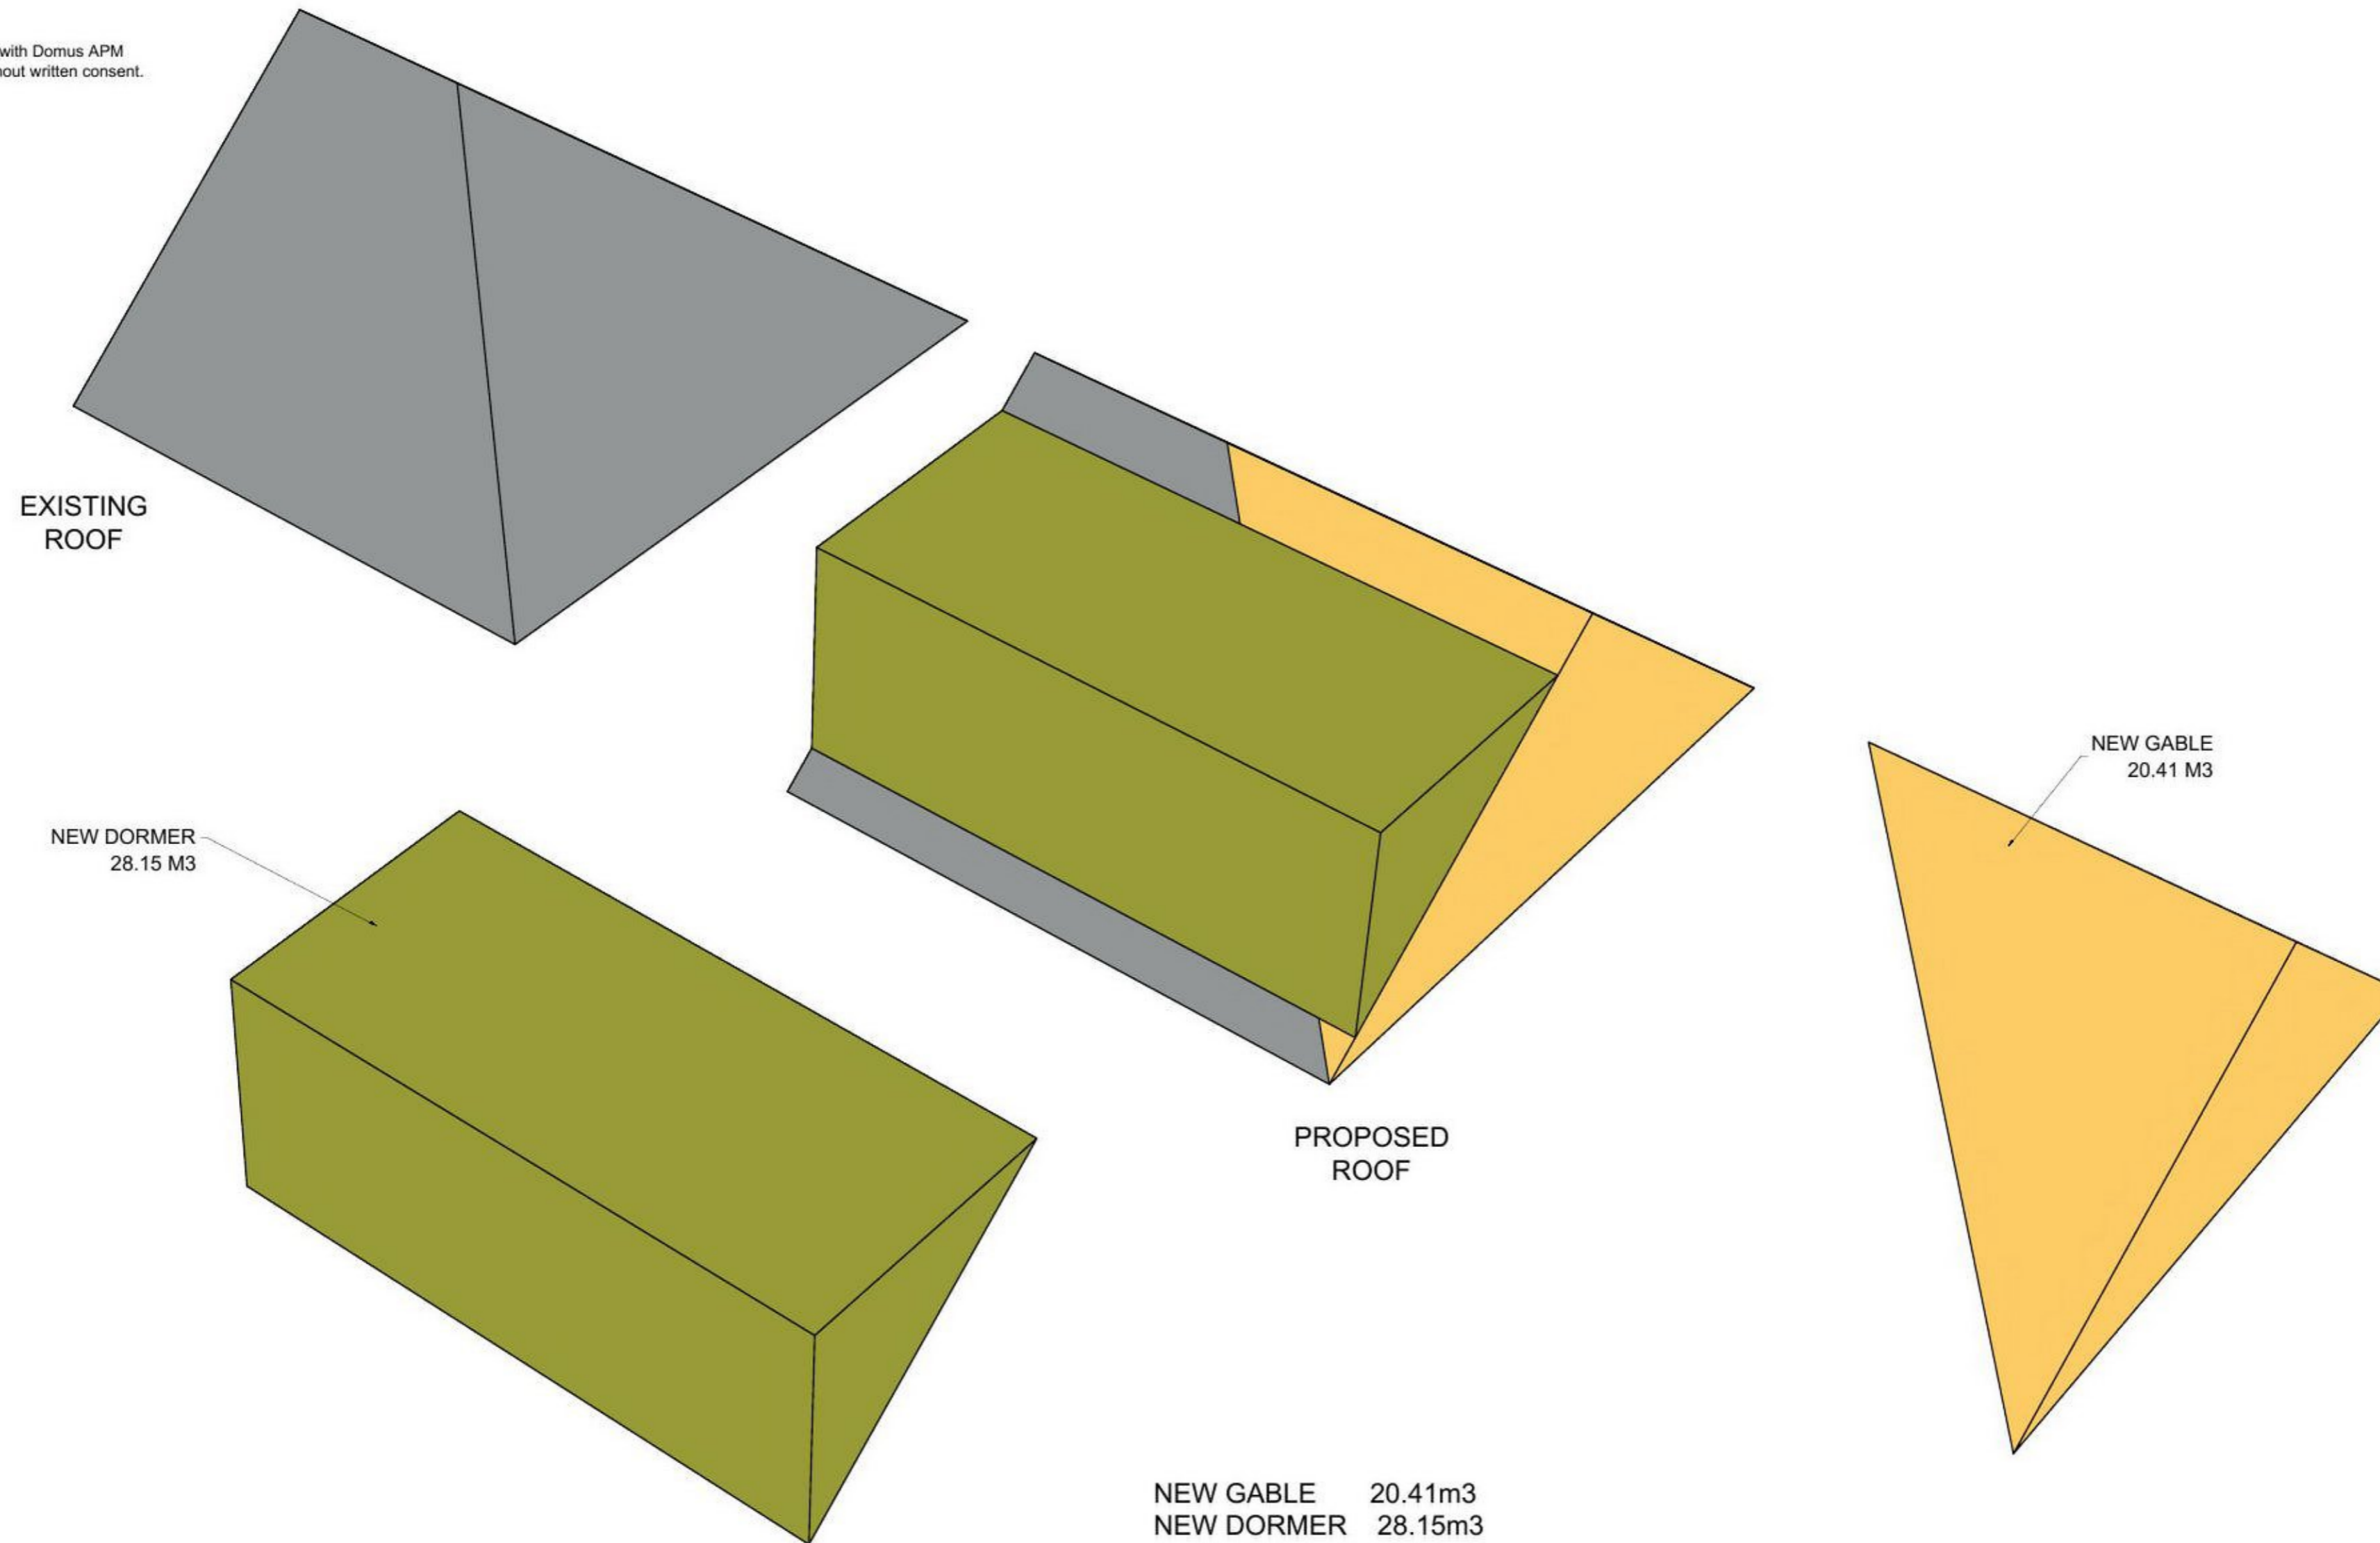 with Domus APM
out written consent.
EXISTING
ROOF
NEW DORMER
28.15 M3
NEW GABLE
20.41 M3
PROPOSED
ROOF
NEW GABLE 20.41m3
NEW DORMER 28.15m3